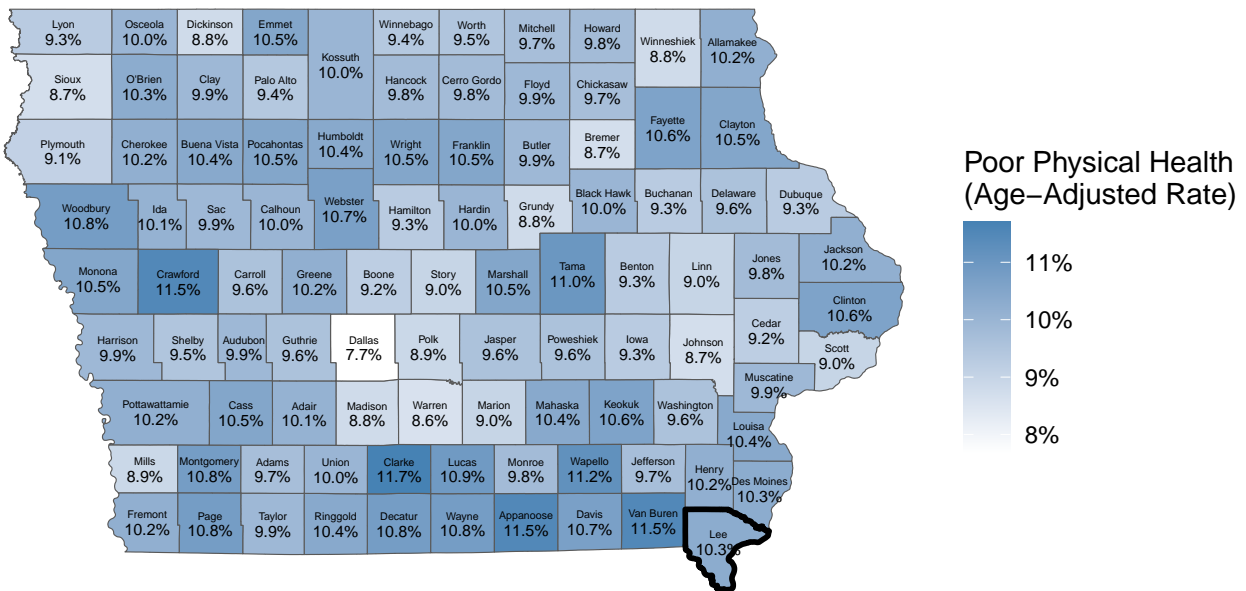 Lyon
9.3%
Osceola
10.0%
Dickinson
8.8%
Emmet
10.5%
Kossuth
10.0%
Winnebago
9.4%
Worth
9.5%
Mitchell
9.7%
Howard
9.8%
Winneshiek
8.8%
Allamakee
10.2%
Sioux
8.7%
O'Brien
10.3%
Clay
9.9%
Palo Alto
9.4%
Hancock
9.8%
Cerro Gordo
9.8%
Floyd
9.9%
Chickasaw
9.7%
Fayette
10.6%
Clayton
10.5%
Plymouth
9.1%
Cherokee
10.2%
Buena Vista
10.4%
Pocahontas
10.5%
Humboldt
10.4%
Wright
10.5%
Franklin
10.5%
Butler
9.9%
Bremer
8.7%
Woodbury
10.8%
Ida
10.1%
Sac
9.9%
Calhoun
10.0%
Webster
10.7%
Hamilton
9.3%
Hardin
10.0%
Grundy
8.8%
Black Hawk
10.0%
Buchanan
9.3%
Delaware
9.6%
Dubuque
9.3%
Monona
10.5%
Crawford
11.5%
Carroll
9.6%
Greene
10.2%
Boone
9.2%
Story
9.0%
Marshall
10.5%
Tama
11.0%
Benton
9.3%
Linn
9.0%
Jones
9.8%
Jackson
10.2%
Clinton
10.6%
Harrison
9.9%
Shelby
9.5%
Audubon
9.9%
Guthrie
9.6%
Dallas
7.7%
Polk
8.9%
Jasper
9.6%
Poweshiek
9.6%
Iowa
9.3%
Johnson
8.7%
Cedar
9.2%
Scott
9.0%
Muscatine
9.9%
Pottawattamie
10.2%
Cass
10.5%
Adair
10.1%
Madison
8.8%
Warren
8.6%
Marion
9.0%
Mahaska
10.4%
Keokuk
10.6%
Washington
9.6%
Louisa
10.4%
Mills
8.9%
Montgomery
10.8%
Adams
9.7%
Union
10.0%
Clarke
11.7%
Lucas
10.9%
Monroe
9.8%
Wapello
11.2%
Jefferson
9.7%
Henry
10.2%
Des Moines
10.3%
Fremont
10.2%
Page
10.8%
Taylor
9.9%
Ringgold
10.4%
Decatur
10.8%
Wayne
10.8%
Appanoose
11.5%
Davis
10.7%
Van Buren
11.5%
Lee
10.3%
Poor Physical Health
(Age−Adjusted Rate)
11%
10%
9%
8%